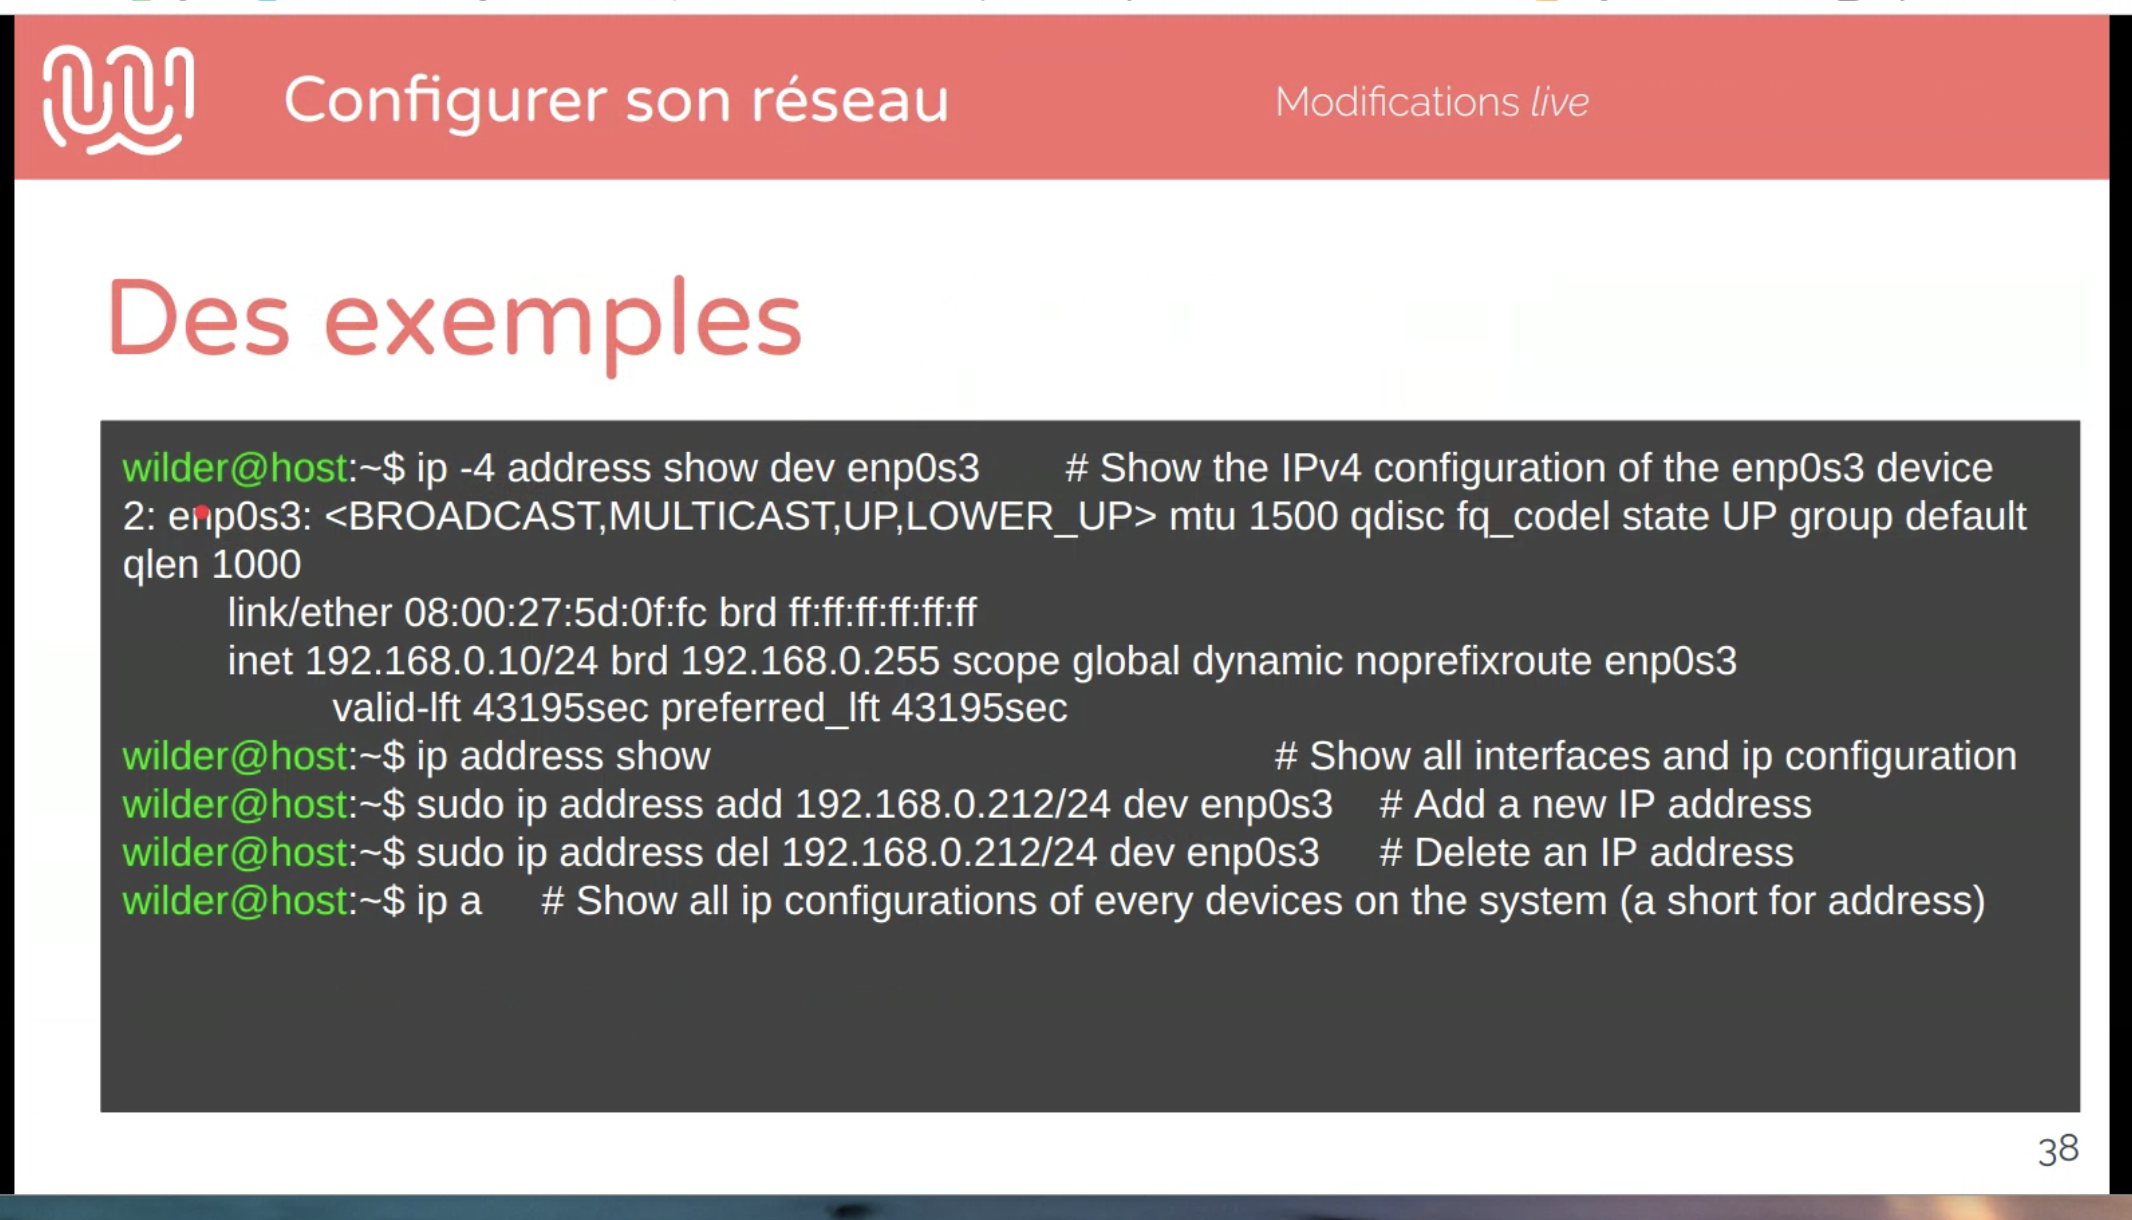 Configurer son réseau
Modifications live
Des exemples
wilder@host:~$ ip -4 address show dev enp0s3 # Show the IPv4 configuration of the enp0s3 device
2: enp0s3: <BROADCAST,MULTICAST,UP,LOWER_UP> mtu 1500 qdisc fq_codel state UP group default
qlen 1000
link/ether 08:00:27:5d:0f:fc brd ff:ff:ff:ff:ff:ff
inet 192.168.0.10/24 brd 192.168.0.255 scope global dynamic noprefixroute enp0s3
valid-lft 43195sec preferred_lft 43195sec
wilder@host:~$ ip address show # Show all interfaces and ip configuration
wilder@host:~$ sudo ip address add 192.168.0.212/24 dev enp0s3 # Add a new IP address
wilder@host:~$ sudo ip address del 192.168.0.212/24 dev enp0s3 # Delete an IP address
wilder@host:~$ ip a # Show all ip configurations of every devices on the system (a short for address)
38